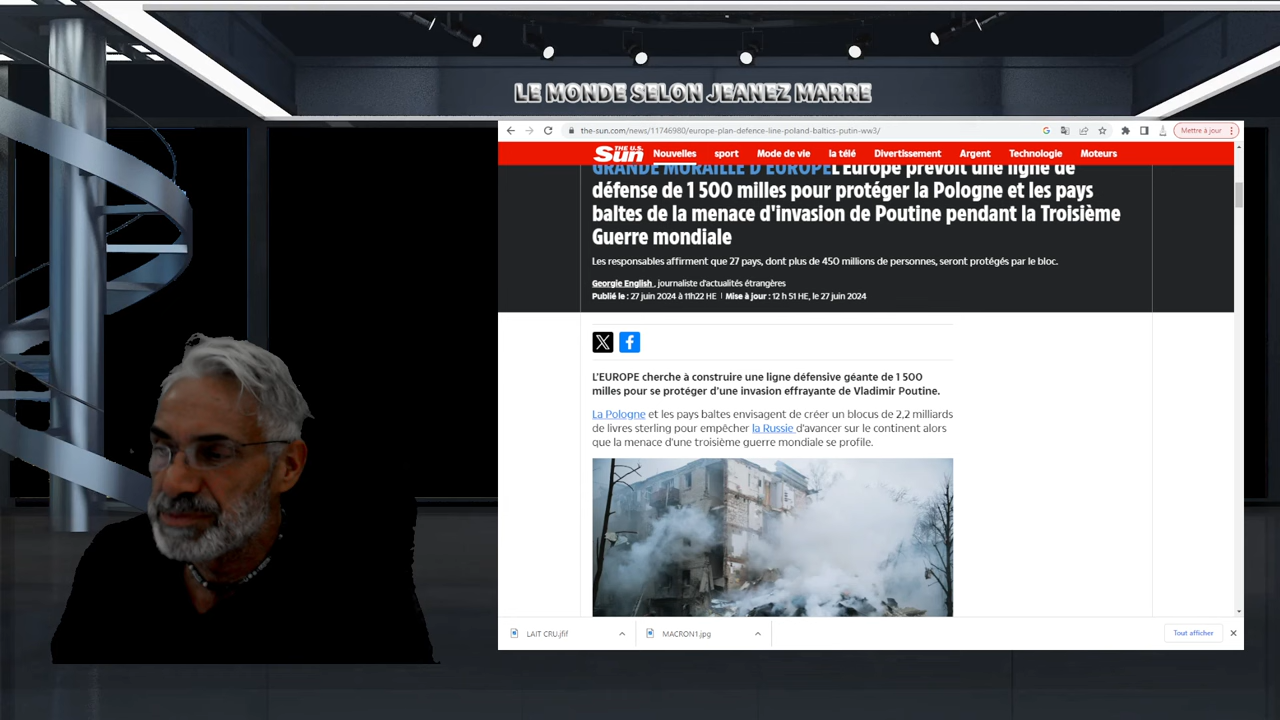 LE MONDE SELON JEANEZ MARRE
the-sun.com/news/11746980/europe-plan-defence-line-poland-baltics-putin-ww3/
Mettre à jour
THE U.S. Sun
Nouvelles sport Mode de vie la télé Divertissement Argent Technologie Moteurs
GRANDE MURAILLE D'EUROPEL'Europe prévoit une ligne de
défense de 1 500 milles pour protéger la Pologne et les pays
baltes de la menace d'invasion de Poutine pendant la Troisième
Guerre mondiale
Les responsables affirment que 27 pays, dont plus de 450 millions de personnes, seront protégés par le bloc.
Georgie English , journaliste d'actualités étrangères
Publié le : 27 juin 2024 à 11h22 HE | Mise à jour : 12 h 51 HE, le 27 juin 2024
L'EUROPE cherche à construire une ligne défensive géante de 1 500
milles pour se protéger d'une invasion effrayante de Vladimir Poutine.
La Pologne et les pays baltes envisagent de créer un blocus de 2,2 milliards
de livres sterling pour empêcher la Russie d'avancer sur le continent alors
que la menace d'une troisième guerre mondiale se profile.
LAIT CRU.jfif
MACRON1.jpg
Tout afficher